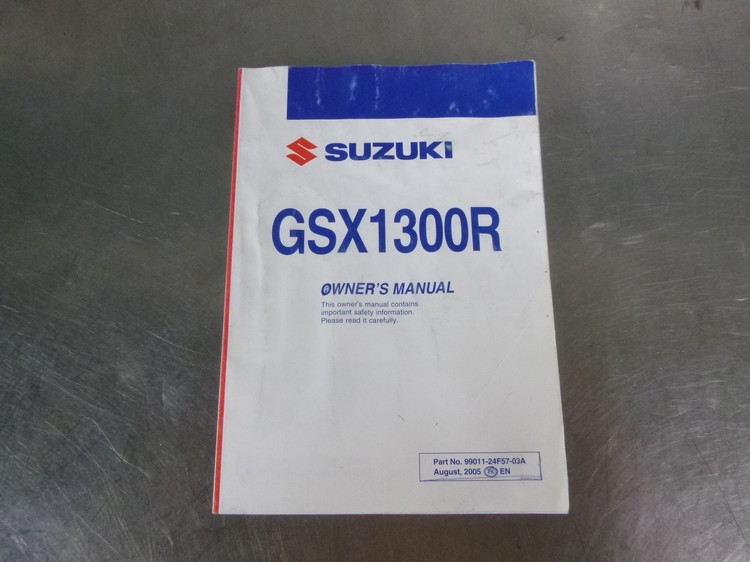 SUZUKI
GSX1300R
OWNER'S MANUAL
This owner's manual contains
important safety information.
Please read it carefully.
Part No. 99011-24F57-03A
August, 2005 TK EN